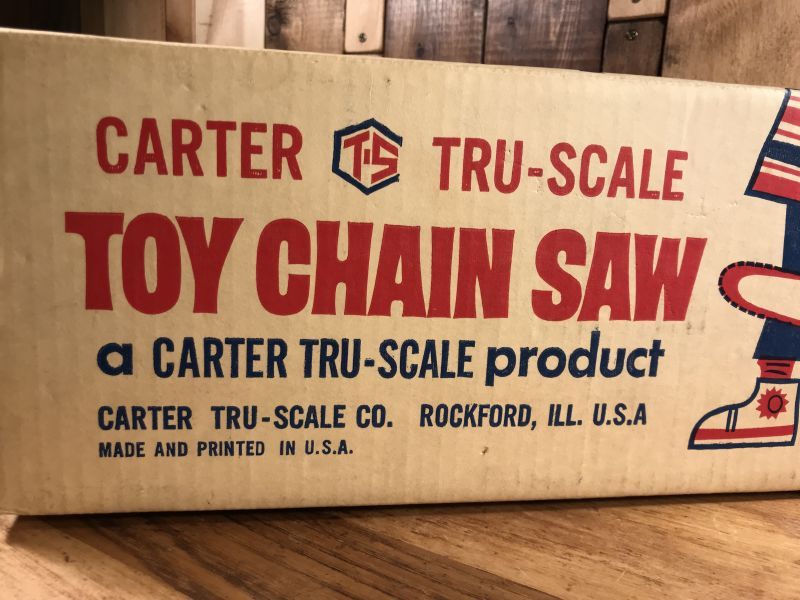 CARTER T-S TRU-SCALE
TOY CHAIN SAW
a CARTER TRU-SCALE product
CARTER TRU-SCALE CO. ROCKFORD, ILL. U.S.A
MADE AND PRINTED IN U.S.A.